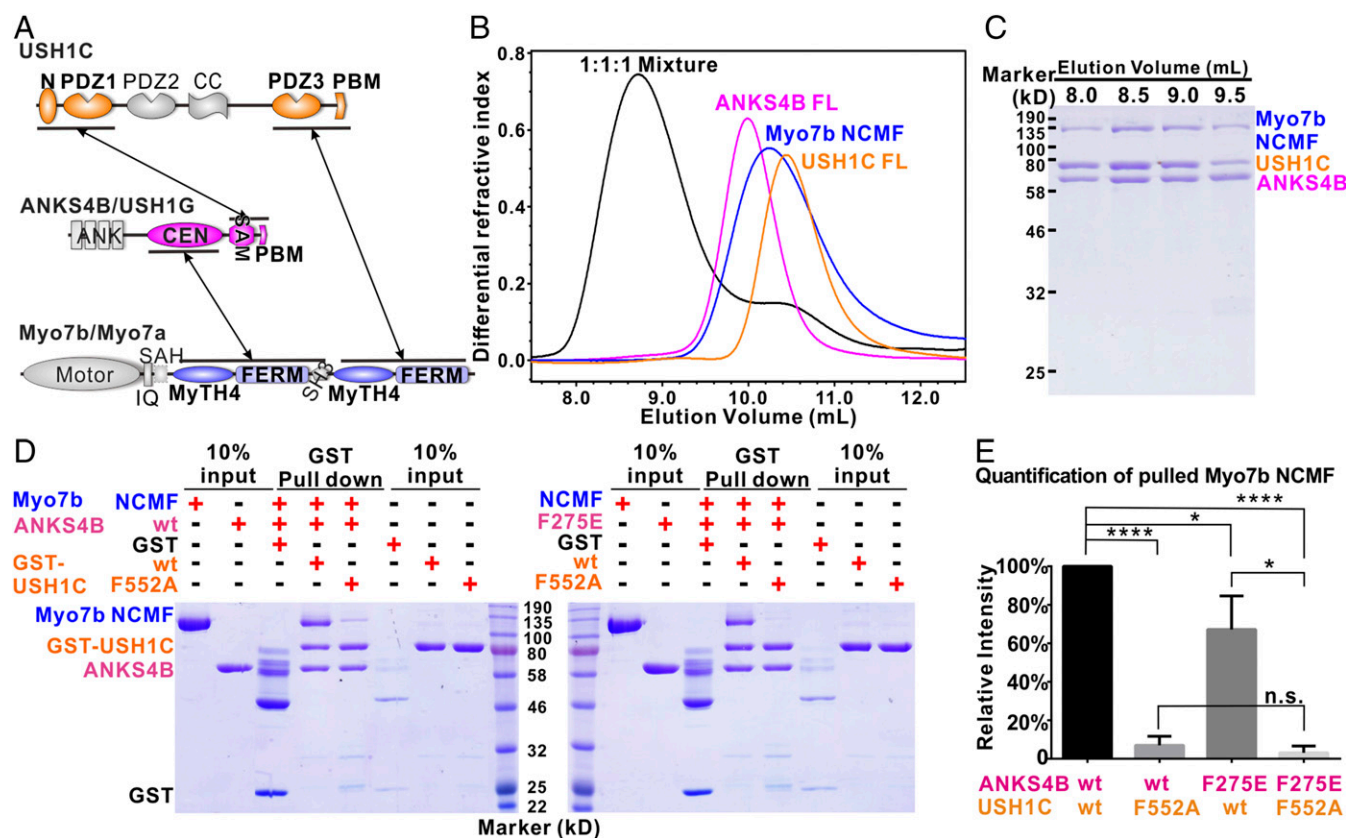 A
USH1C
N PDZ1 PDZ2 CC PDZ3 PBM
ANKS4B/USH1G
ANK CEN SAM PBM
Myo7b/Myo7a
SAH
Motor IQ MyTH4 FERM SH3 MyTH4 FERM
B
Differential refractive index
0.8
0.6
0.4
0.2
0.0
1:1:1 Mixture
ANKS4B FL
Myo7b NCMF
USH1C FL
8.0 9.0 10.0 11.0 12.0
Elution Volume (mL)
C
Marker Elution Volume (mL)
(kD) 8.0 8.5 9.0 9.5
190
135
100
80
58
46
32
25
Myo7b
NCMF
USH1C
ANKS4B
D
10% input GST Pull down 10% input
Myo7b NCMF + - + + + - - -
ANKS4B wt - + + + + - - -
GST - - + - - + - -
GST- wt - - - + - - + -
USH1C F552A - - - - + - - +
10% input GST Pull down 10% input
NCMF + - + + + - - -
F275E - + + + + - - -
GST - - + - - + - -
wt - - - + - - + -
F552A - - - - + - - +
Myo7b NCMF
GST-USH1C
ANKS4B
GST
190
135
100
80
58
46
32
25
22
Marker (kD)
E
Quantification of pulled Myo7b NCMF
****
*
**** *
n.s.
Relative Intensity
100%
80%
60%
40%
20%
0
ANKS4B wt wt F275E F275E
USH1C wt F552A wt F552A